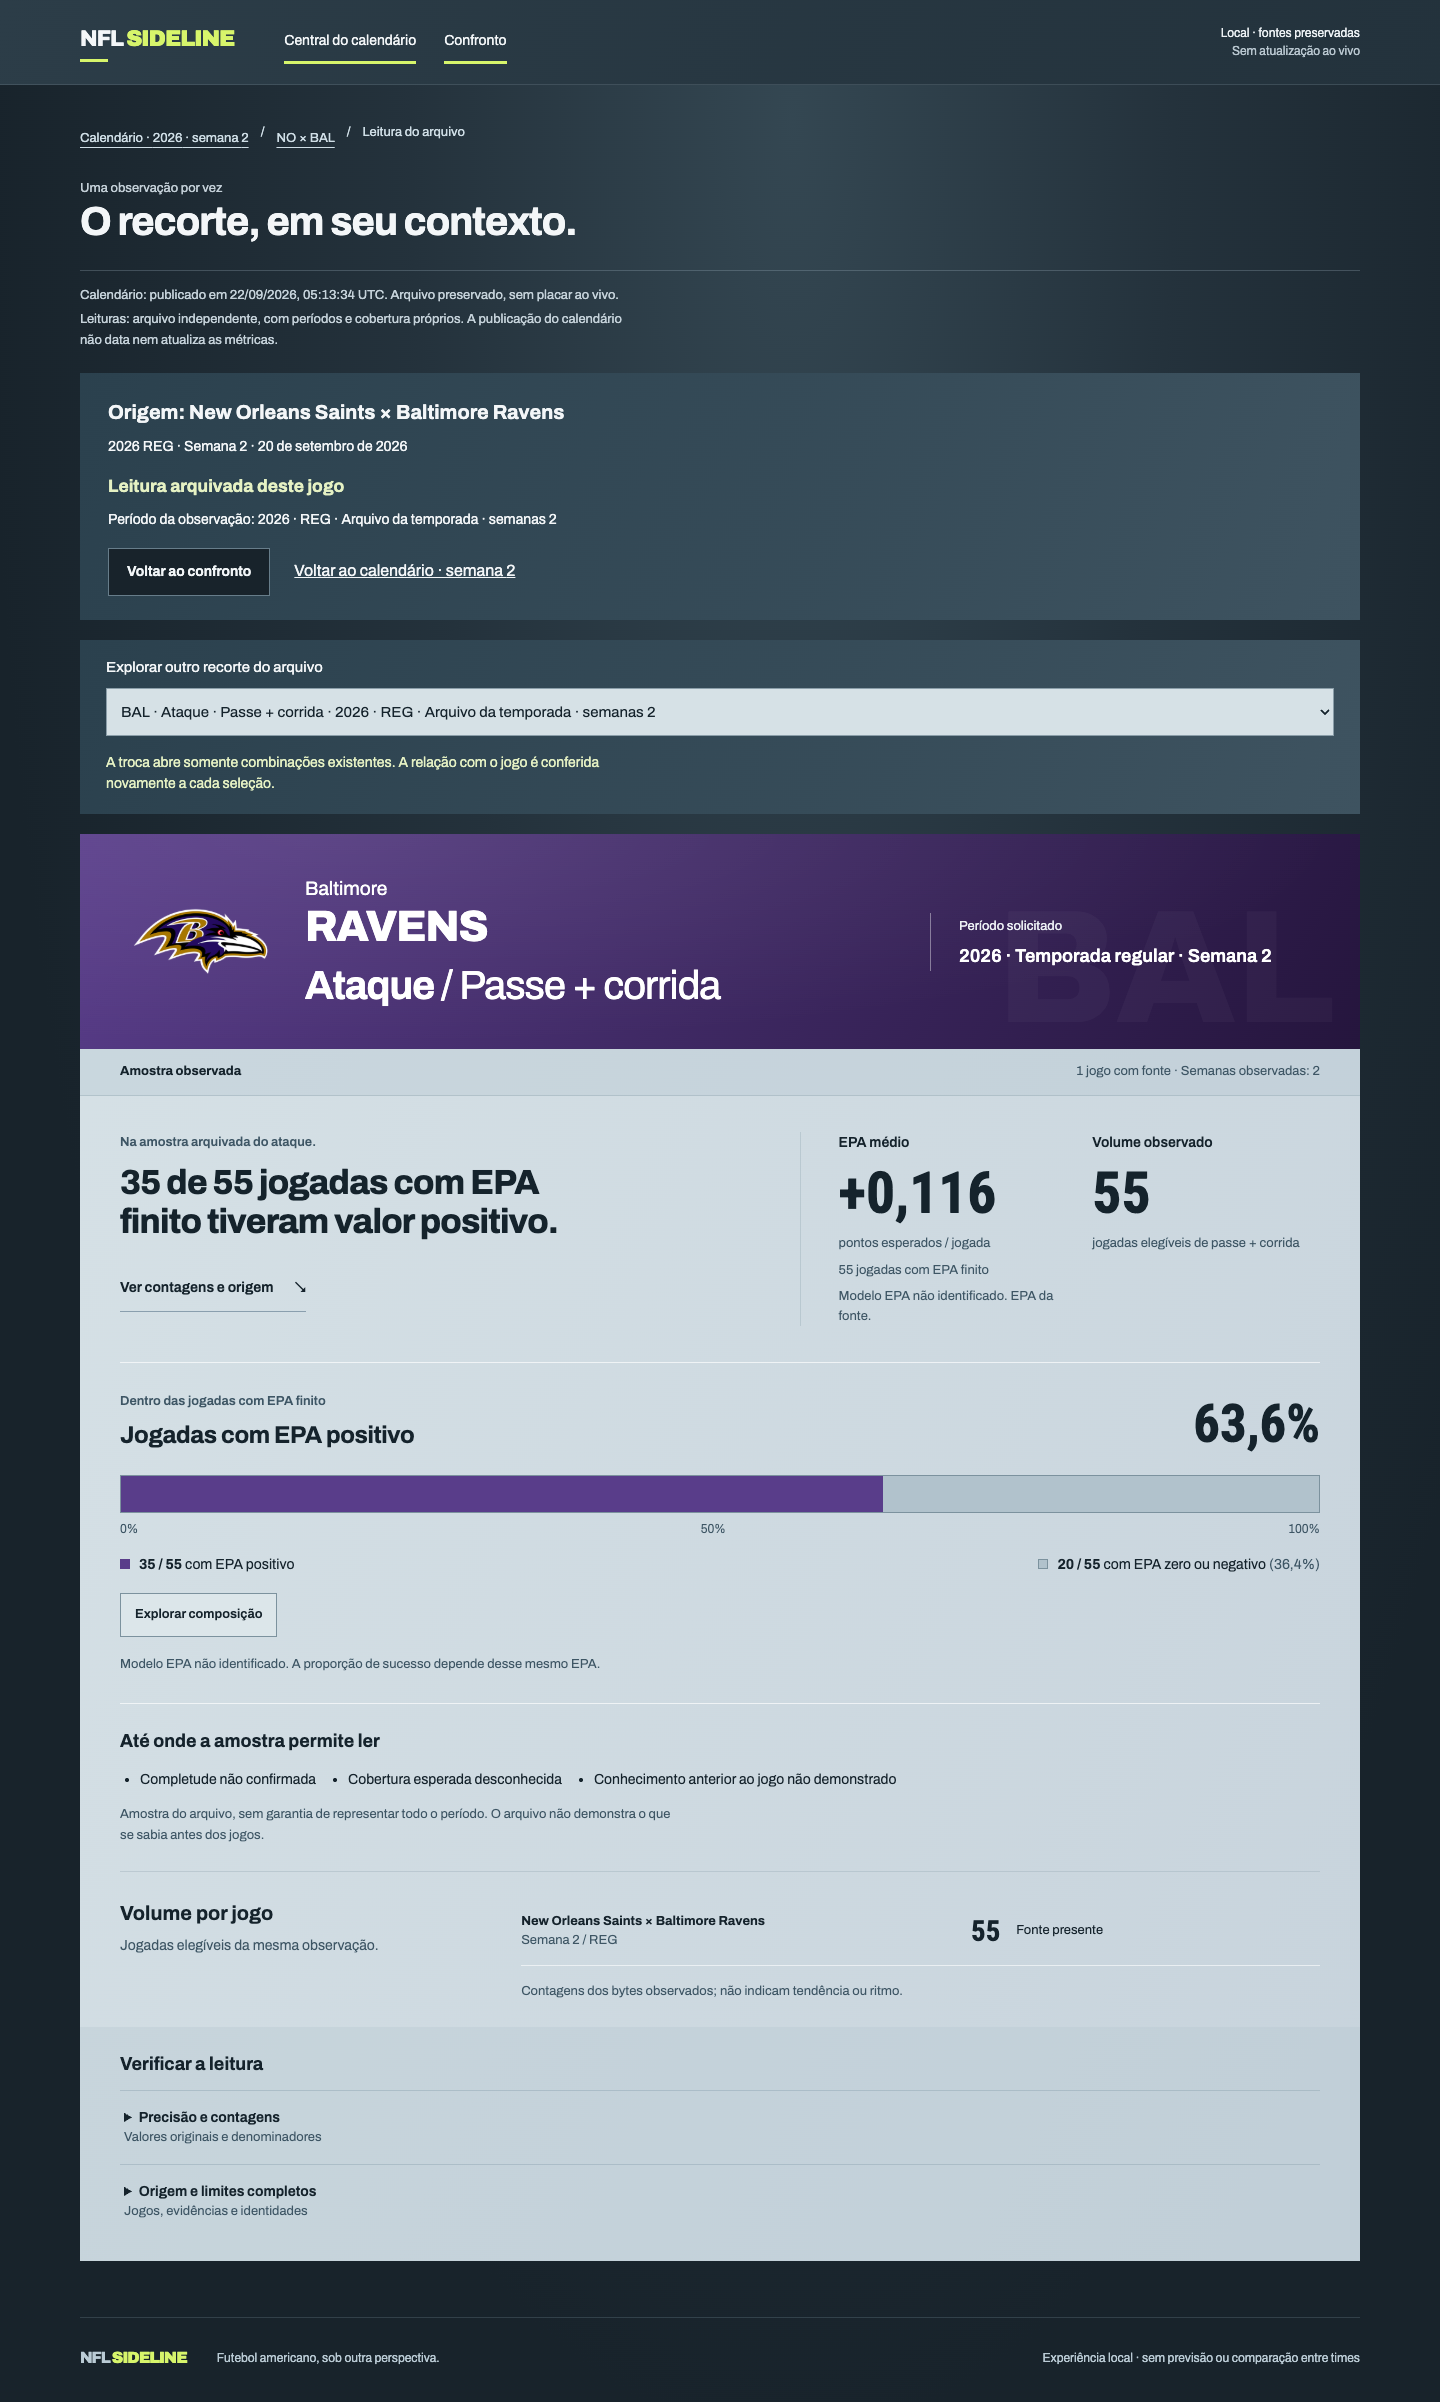 NFL SIDELINE
Central do calendário
Confronto
Local · fontes preservadas
Sem atualização ao vivo
Calendário · 2026 · semana 2 / NO × BAL / Leitura do arquivo
Uma observação por vez
O recorte, em seu contexto.
Calendário: publicado em 22/09/2026, 05:13:34 UTC. Arquivo preservado, sem placar ao vivo.
Leituras: arquivo independente, com períodos e cobertura próprios. A publicação do calendário
não data nem atualiza as métricas.
Origem: New Orleans Saints × Baltimore Ravens
2026 REG · Semana 2 · 20 de setembro de 2026
Leitura arquivada deste jogo
Período da observação: 2026 · REG · Arquivo da temporada · semanas 2
Voltar ao confronto
Voltar ao calendário · semana 2
Explorar outro recorte do arquivo
BAL · Ataque · Passe + corrida · 2026 · REG · Arquivo da temporada · semanas 2
A troca abre somente combinações existentes. A relação com o jogo é conferida
novamente a cada seleção.
B
Baltimore
RAVENS
Ataque / Passe + corrida
BAL
Período solicitado
2026 · Temporada regular · Semana 2
Amostra observada
1 jogo com fonte · Semanas observadas: 2
Na amostra arquivada do ataque.
35 de 55 jogadas com EPA
finito tiveram valor positivo.
Ver contagens e origem ↘
EPA médio
+0,116
pontos esperados / jogada
55 jogadas com EPA finito
Modelo EPA não identificado. EPA da
fonte.
Volume observado
55
jogadas elegíveis de passe + corrida
Dentro das jogadas com EPA finito
Jogadas com EPA positivo
63,6%
0%
50%
100%
35 / 55 com EPA positivo
20 / 55 com EPA zero ou negativo (36,4%)
Explorar composição
Modelo EPA não identificado. A proporção de sucesso depende desse mesmo EPA.
Até onde a amostra permite ler
• Completude não confirmada • Cobertura esperada desconhecida • Conhecimento anterior ao jogo não demonstrado
Amostra do arquivo, sem garantia de representar todo o período. O arquivo não demonstra o que
se sabia antes dos jogos.
Volume por jogo
Jogadas elegíveis da mesma observação.
New Orleans Saints × Baltimore Ravens
Semana 2 / REG
55 Fonte presente
Contagens dos bytes observados; não indicam tendência ou ritmo.
Verificar a leitura
▶ Precisão e contagens
Valores originais e denominadores
▶ Origem e limites completos
Jogos, evidências e identidades
NFL SIDELINE
Futebol americano, sob outra perspectiva.
Experiência local · sem previsão ou comparação entre times